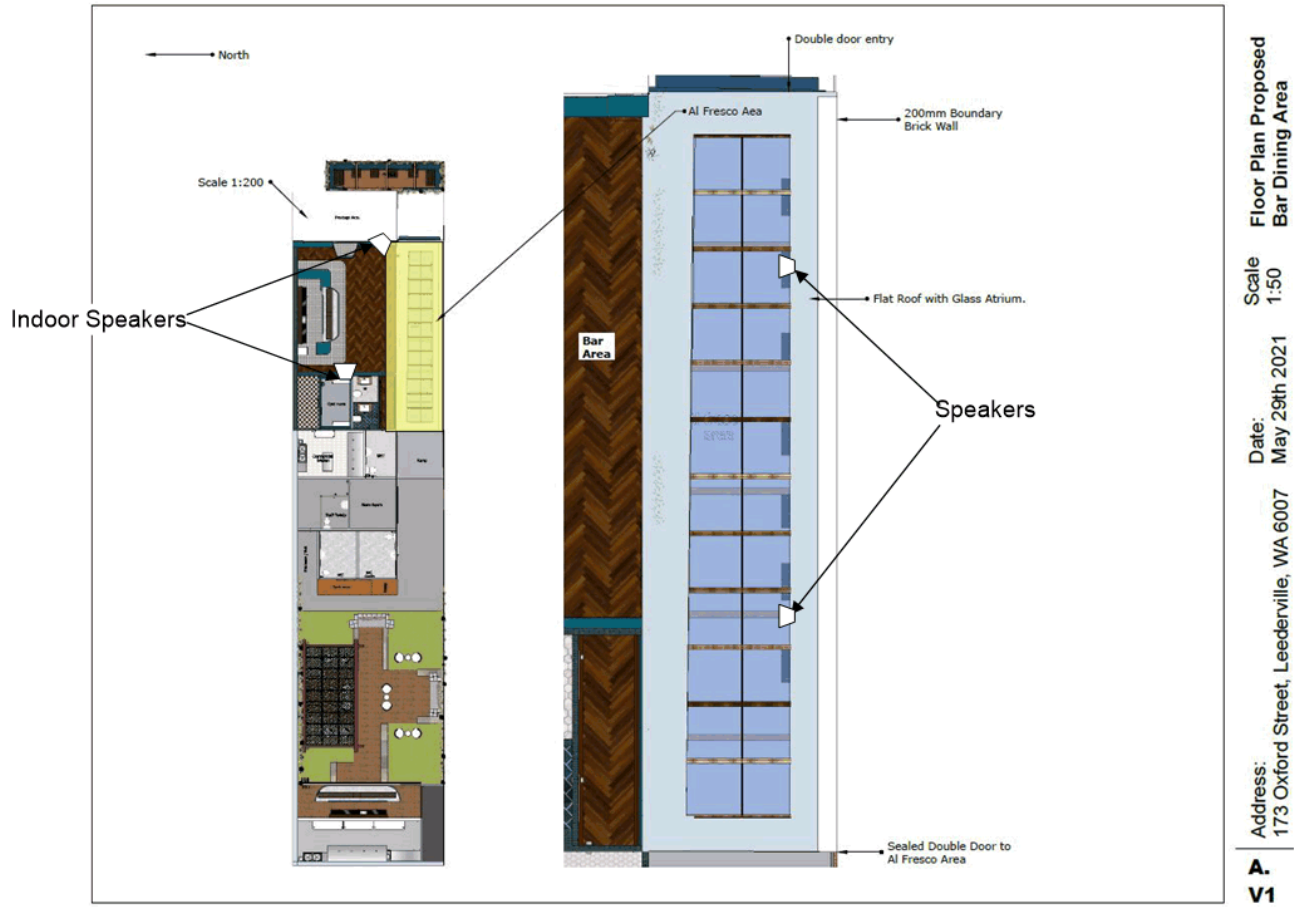 North
Double door entry
Al Fresco Aea
200mm Boundary
Brick Wall
Scale 1:200
Indoor Speakers
Flat Roof with Glass Atrium.
Bar
Area
Speakers
Sealed Double Door to
Al Fresco Area
Floor Plan Proposed
Bar Dining Area
Scale
1:50
Date:
May 29th 2021
Address:
173 Oxford Street, Leederville, WA 6007
A.
V1